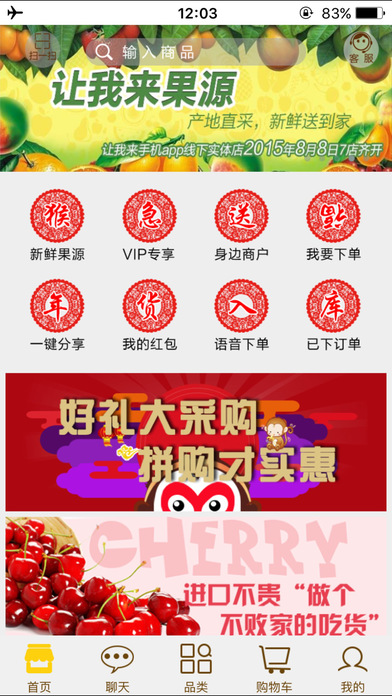 12:03
83%
扫一扫
输入商品
客服
让我来果源
产地直采，新鲜送到家
让我来手机app线下实体店2015年8月8日7店齐开
猴
急
送
點
新鲜果源
VIP专享
身边商户
我要下单
年
货
入
库
一键分享
我的红包
语音下单
已下订单
好礼大采购
拼购才实惠
CHERRY
进口不贵“做个
不败家的吃货”
首页
聊天
品类
购物车
我的